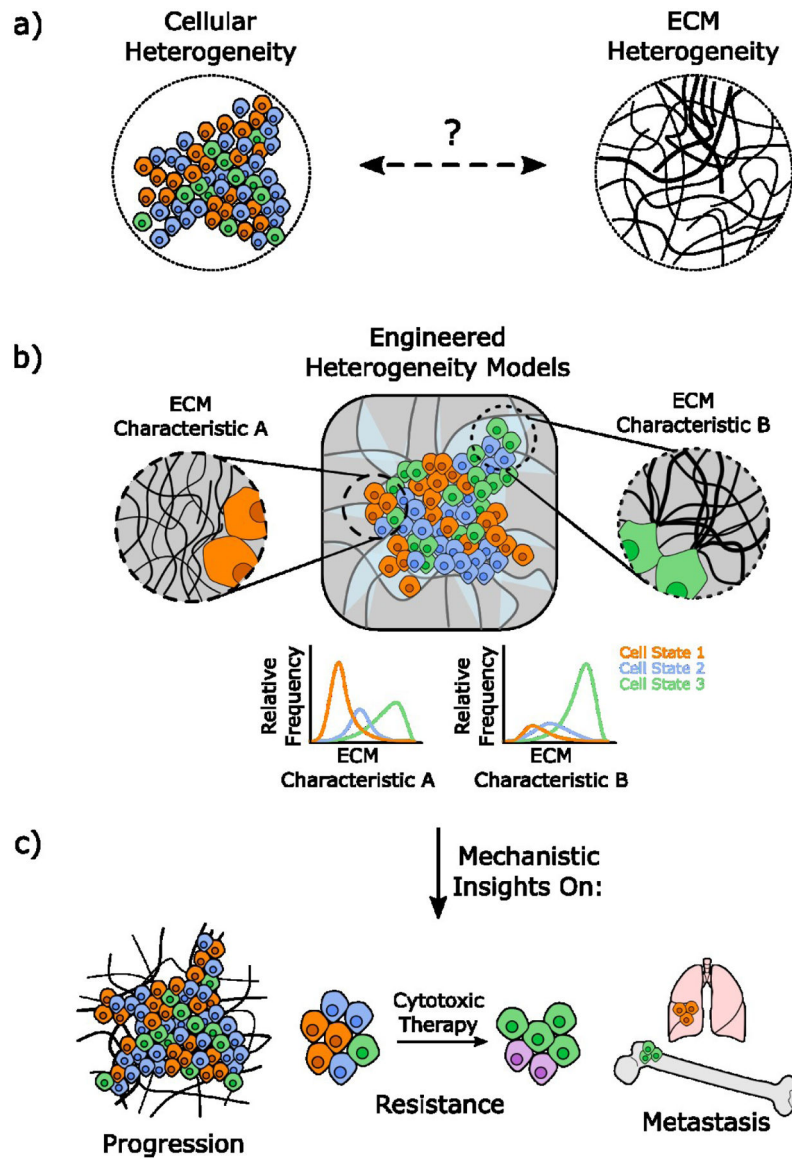 a)
Cellular
Heterogeneity
ECM
Heterogeneity
?
b)
Engineered
Heterogeneity Models
ECM
Characteristic A
ECM
Characteristic B
Relative
Frequency
ECM
Characteristic A
Relative
Frequency
ECM
Characteristic B
Cell State 1
Cell State 2
Cell State 3
c)
Mechanistic
Insights On:
Progression
Cytotoxic
Therapy
Resistance
Metastasis